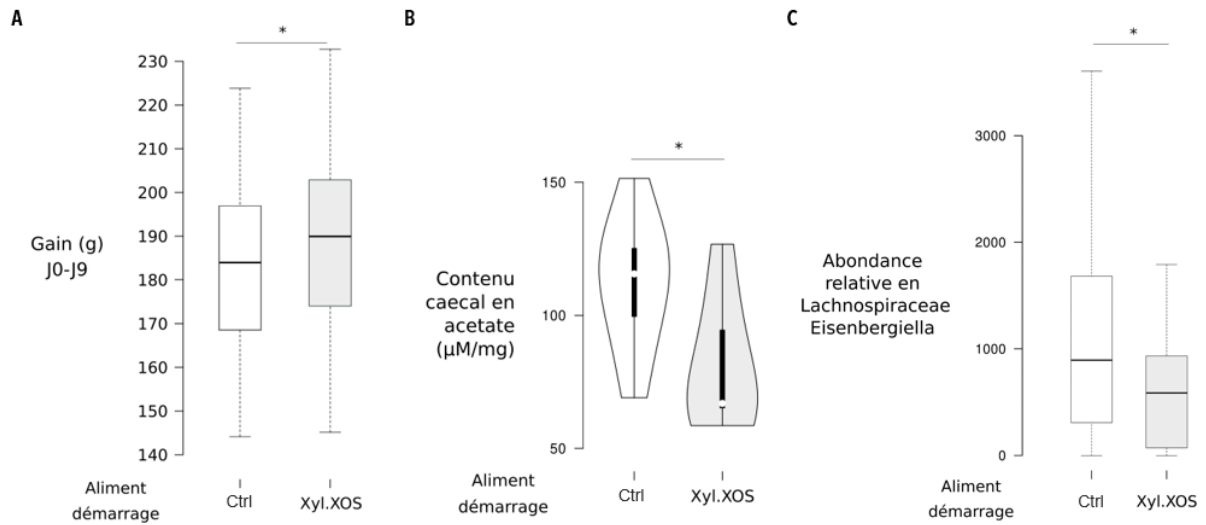 A
*
230
220
210
200
190
180
170
160
150
140
Gain (g)
J0-J9
Aliment
démarrage
Ctrl
Xyl.XOS
B
*
150
100
50
Contenu
caecal en
acetate
(µM/mg)
Aliment
démarrage
Ctrl
Xyl.XOS
C
*
3000
2000
1000
0
Abondance
relative en
Lachnospiraceae
Eisenbergiella
Aliment
démarrage
Ctrl
Xyl.XOS